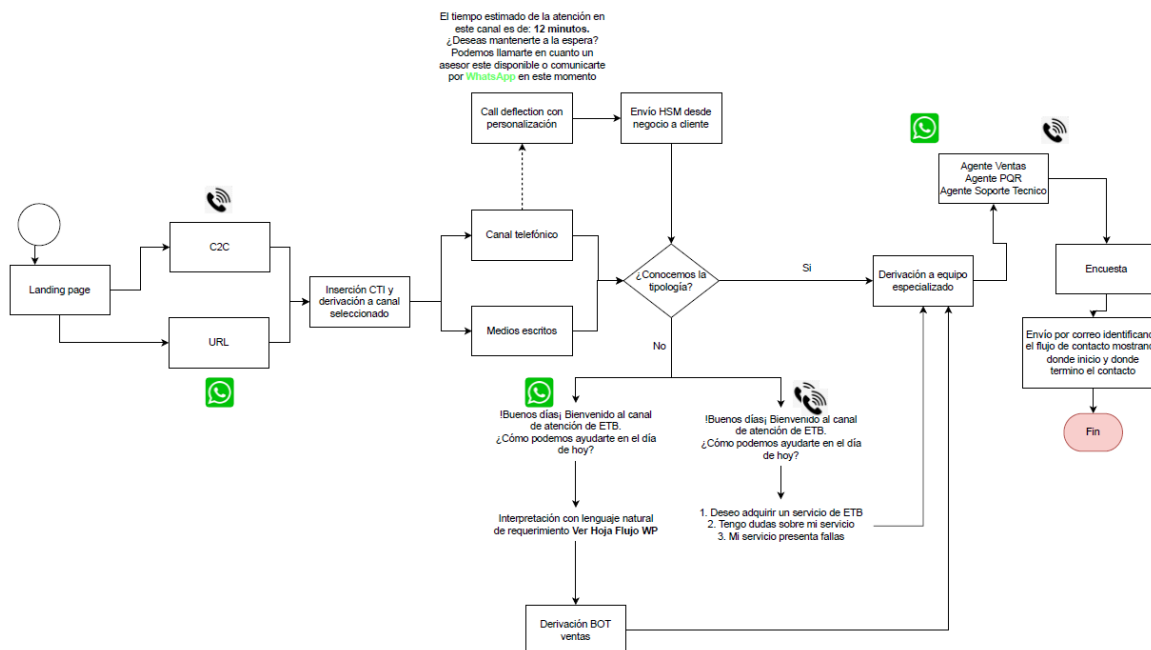 El tiempo estimado de la atención en
este canal es de: 12 minutos.
¿Deseas mantenerte a la espera?
Podemos llamarte en cuanto un
asesor este disponible o comunicarte
por WhatsApp en este momento
Call deflection con
personalización
Envío HSM desde
negocio a cliente
Agente Ventas
Agente PQR
Agente Soporte Tecnico
C2C
Canal telefónico
Landing page
Inserción CTI y
derivación a canal
seleccionado
¿Conocemos la
tipología?
Si
Derivación a equipo
especializado
Encuesta
URL
Medios escritos
No
Envío por correo identificano
el flujo de contacto mostrano
donde inicio y donde
termino el contacto
!Buenos días¡ Bienvenido al canal
de atención de ETB.
¿Cómo podemos ayudarte en el día
de hoy?
!Buenos días¡ Bienvenido al canal
de atención de ETB.
¿Cómo podemos ayudarte en el día
de hoy?
Fin
Interpretación con lenguaje natural
de requerimiento Ver Hoja Flujo WP
1. Deseo adquirir un servicio de ETB
2. Tengo dudas sobre mi servicio
3. Mi servicio presenta fallas
Derivación BOT
ventas